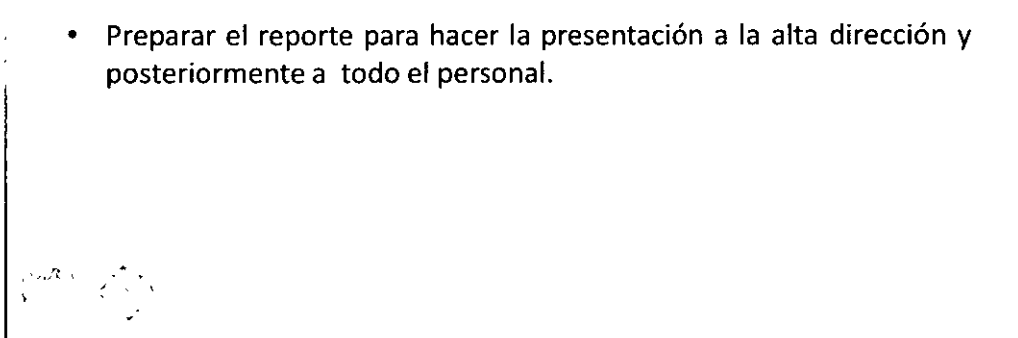 • Preparar el reporte para hacer la presentación a la alta dirección y
posteriormente a todo el personal.